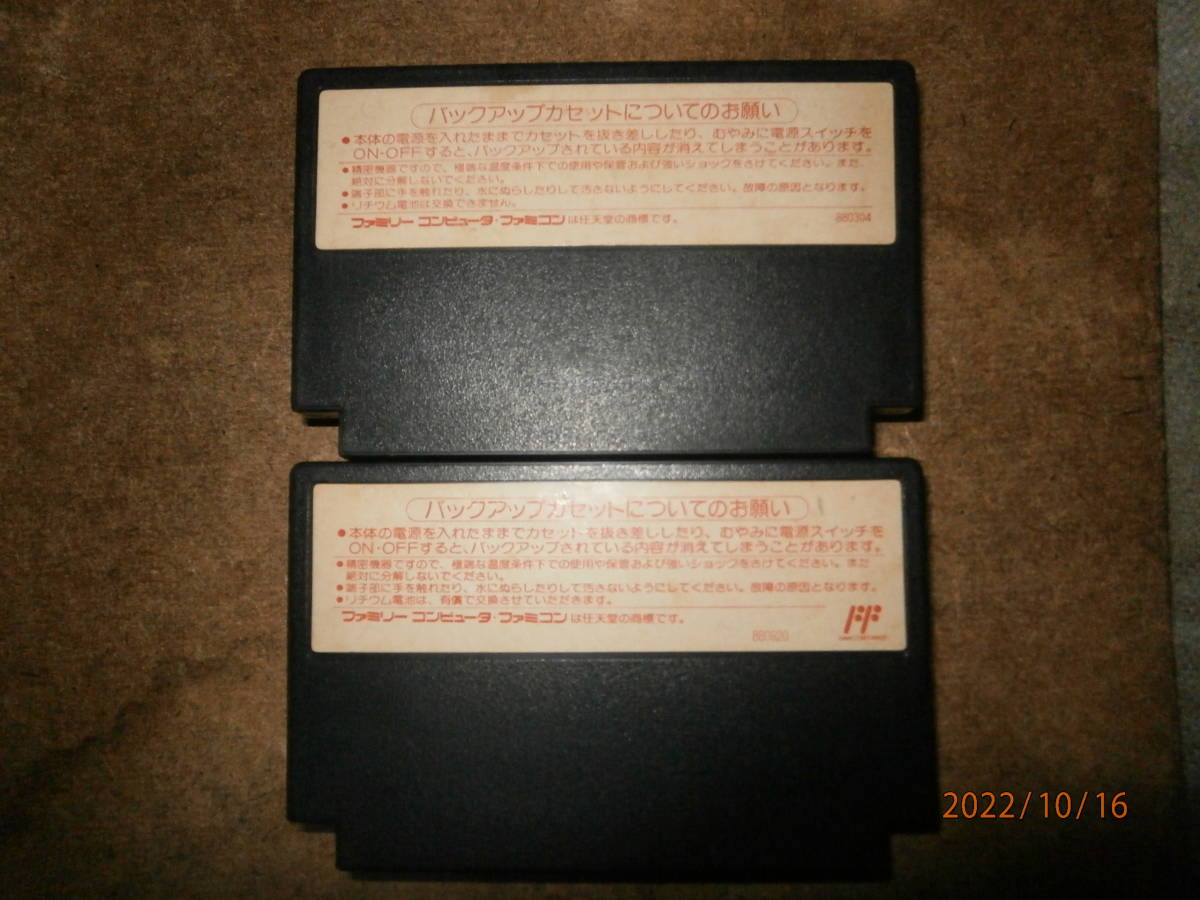 バックアップカセットについてのお願い
●本体の電源を入れたままでカセットを抜き差ししたり、むやみに電源スイッチを
ON・OFFすると、バックアップされている内容が消えてしまうことがあります。
●精密機器ですので、極端な温度条件下での使用や保管および強いショックをさけてください。また、
絶対に分解しないでください。
●端子部に手を触れたり、水にぬらしたりして汚さないようにしてください。故障の原因となります。
●リチウム電池は交換できません。
ファミリーコンピュータ・ファミコンは任天堂の商標です。 880304
バックアップカセットについてのお願い
●本体の電源を入れたままでカセットを抜き差ししたり、むやみに電源スイッチを
ON・OFFすると、バックアップされている内容が消えてしまうことがあります。
●精密機器ですので、極端な温度条件下での使用や保管および強いショックをさけてください。また
絶対に分解しないでください。
●端子部に手を触れたり、水にぬらしたりして汚さないようにしてください。故障の原因となります。
●リチウム電池は、有償で交換させていただきます。
ファミリーコンピュータ・ファミコンは任天堂の商標です。
880920
FF
2022/10/16